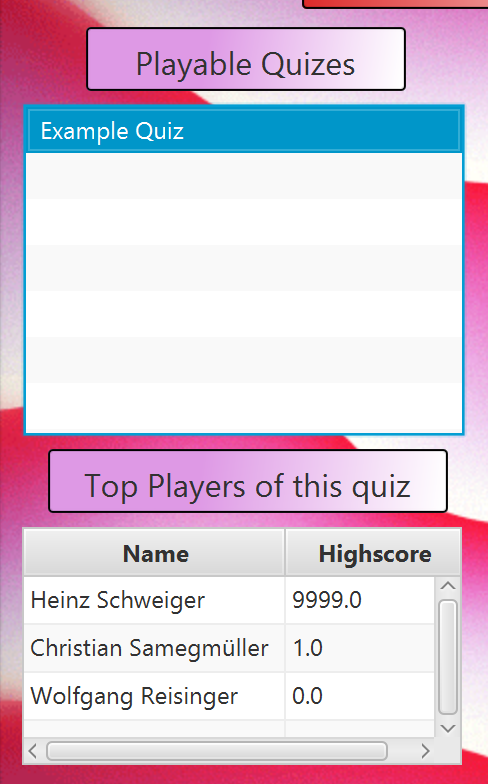 Playable Quizes
Example Quiz
Top Players of this quiz
Name Highscore
Heinz Schweiger 9999.0
Christian Samegmüller 1.0
Wolfgang Reisinger 0.0